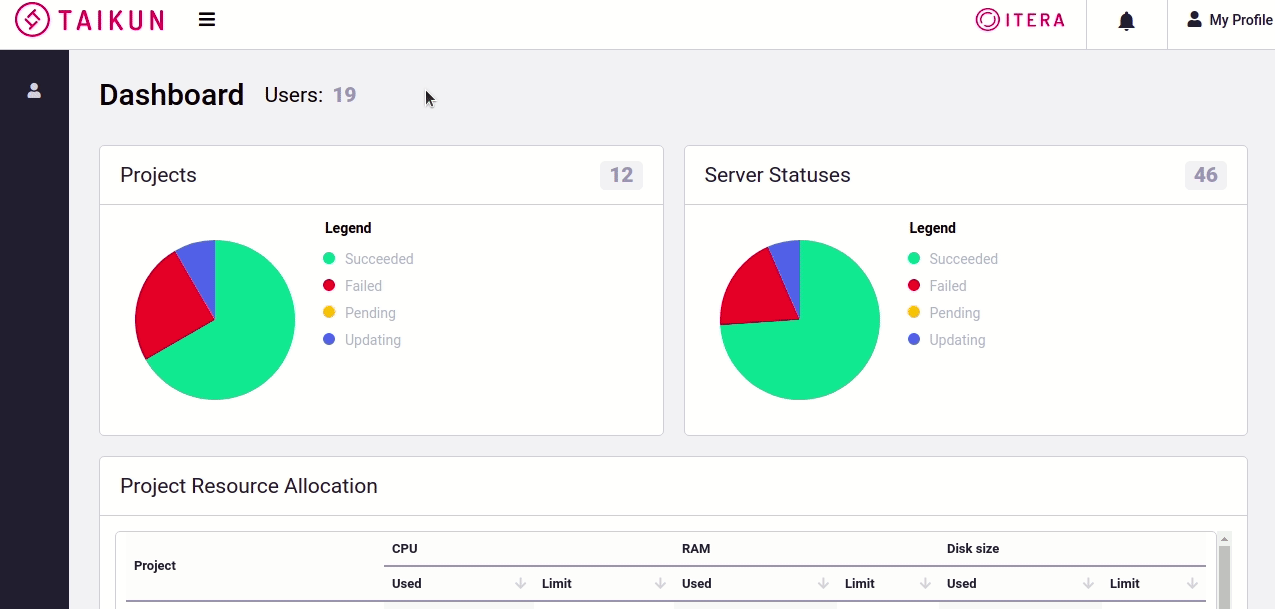 TAIKUN
ITERA
My Profile
Dashboard Users: 19
Projects 12
Legend
Succeeded
Failed
Pending
Updating
Server Statuses 46
Legend
Succeeded
Failed
Pending
Updating
Project Resource Allocation
Project
CPU RAM Disk size
Used Limit Used Limit Used Limit